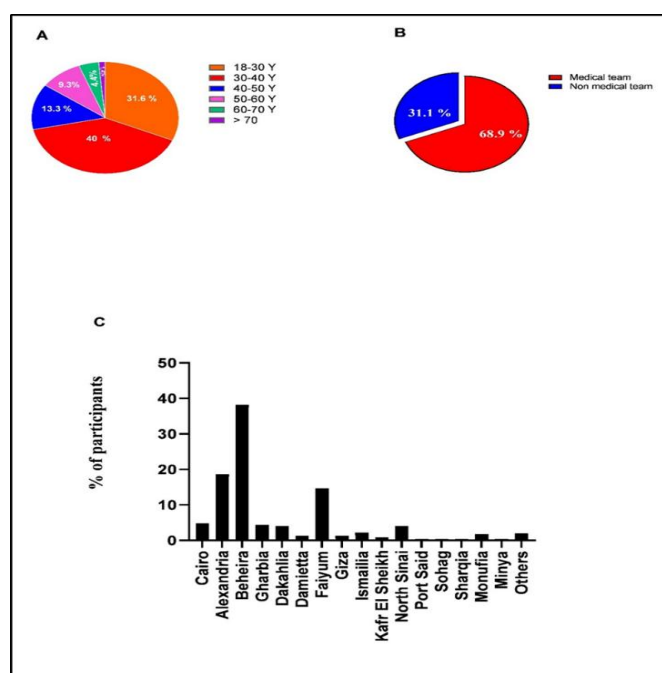 A
31.6 %
40 %
13.3 %
9.3%
4.4%
18-30 Y
30-40 Y
40-50 Y
50-60 Y
60-70 Y
> 70
B
31.1 %
68.9 %
Medical team
Non medical team
C
% of participants
50
40
30
20
10
0
Cairo
Alexandria
Beheira
Gharbia
Dakahlia
Damietta
Faiyum
Giza
Ismailia
Kafr El Sheikh
North Sinai
Port Said
Sohag
Sharqia
Monufia
Minya
Others